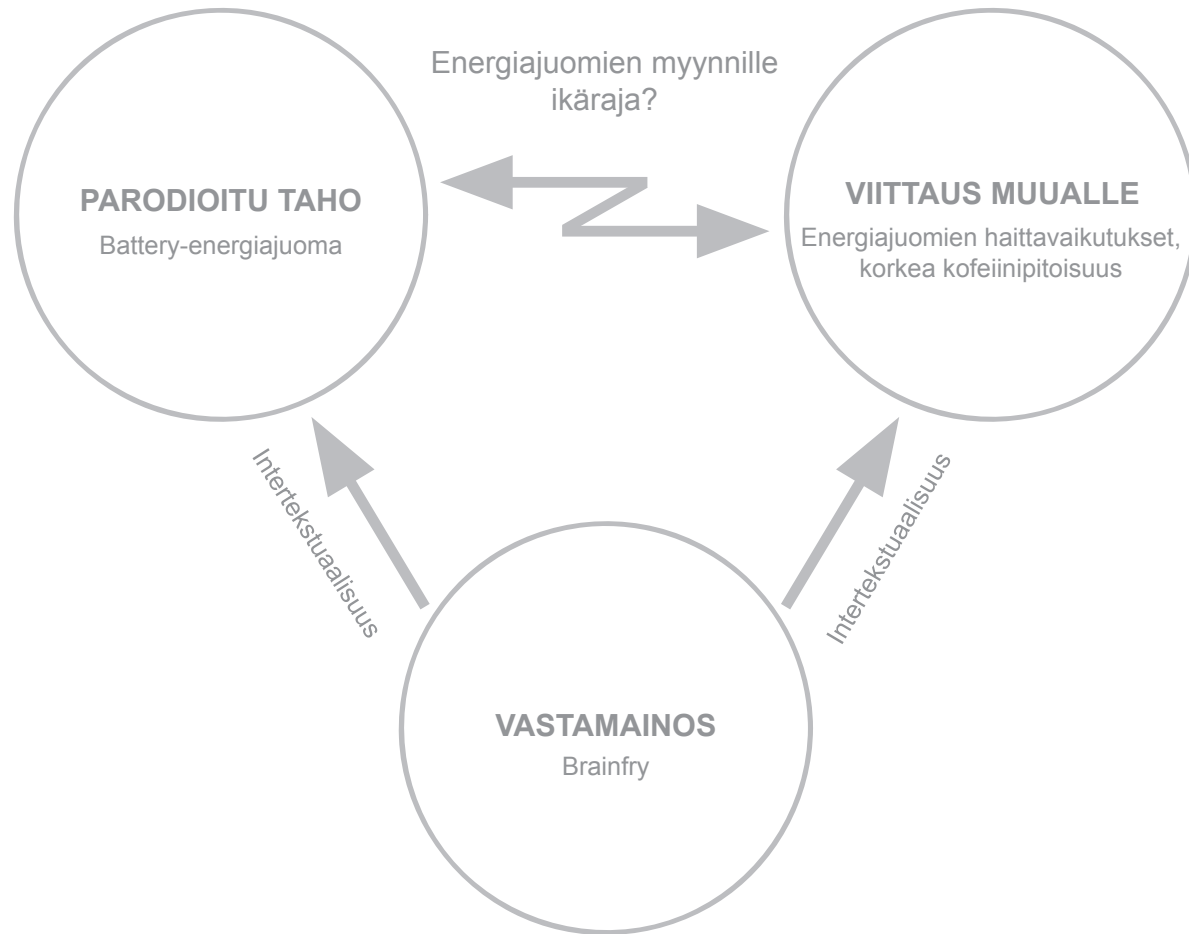 Energiajuomien myynnille
ikäraja?
PARODIOITU TAHO
Battery-energiajuoma
VIITTAUS MUUALLE
Energiajuomien haittavaikutukset,
korkea kofeiinipitoisuus
Intertekstuaalisuus
Intertekstuaalisuus
VASTAMAINOS
Brainfry